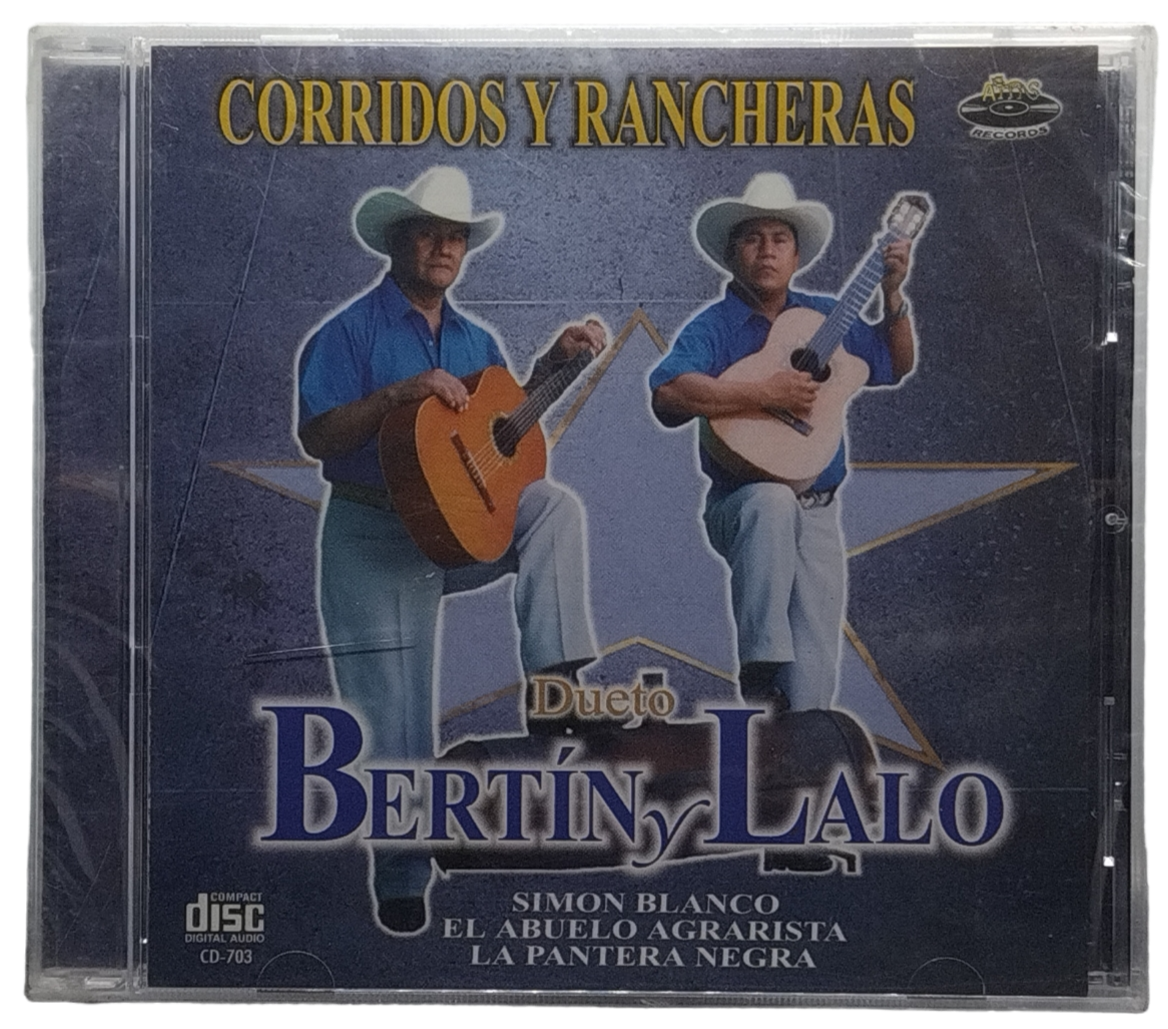 CORRIDOS Y RANCHERAS
AMS
RECORDS
Dueto
BERTÍN y LALO
SIMON BLANCO
EL ABUELO AGRARISTA
LA PANTERA NEGRA
COMPACT
disc
DIGITAL AUDIO
CD-703